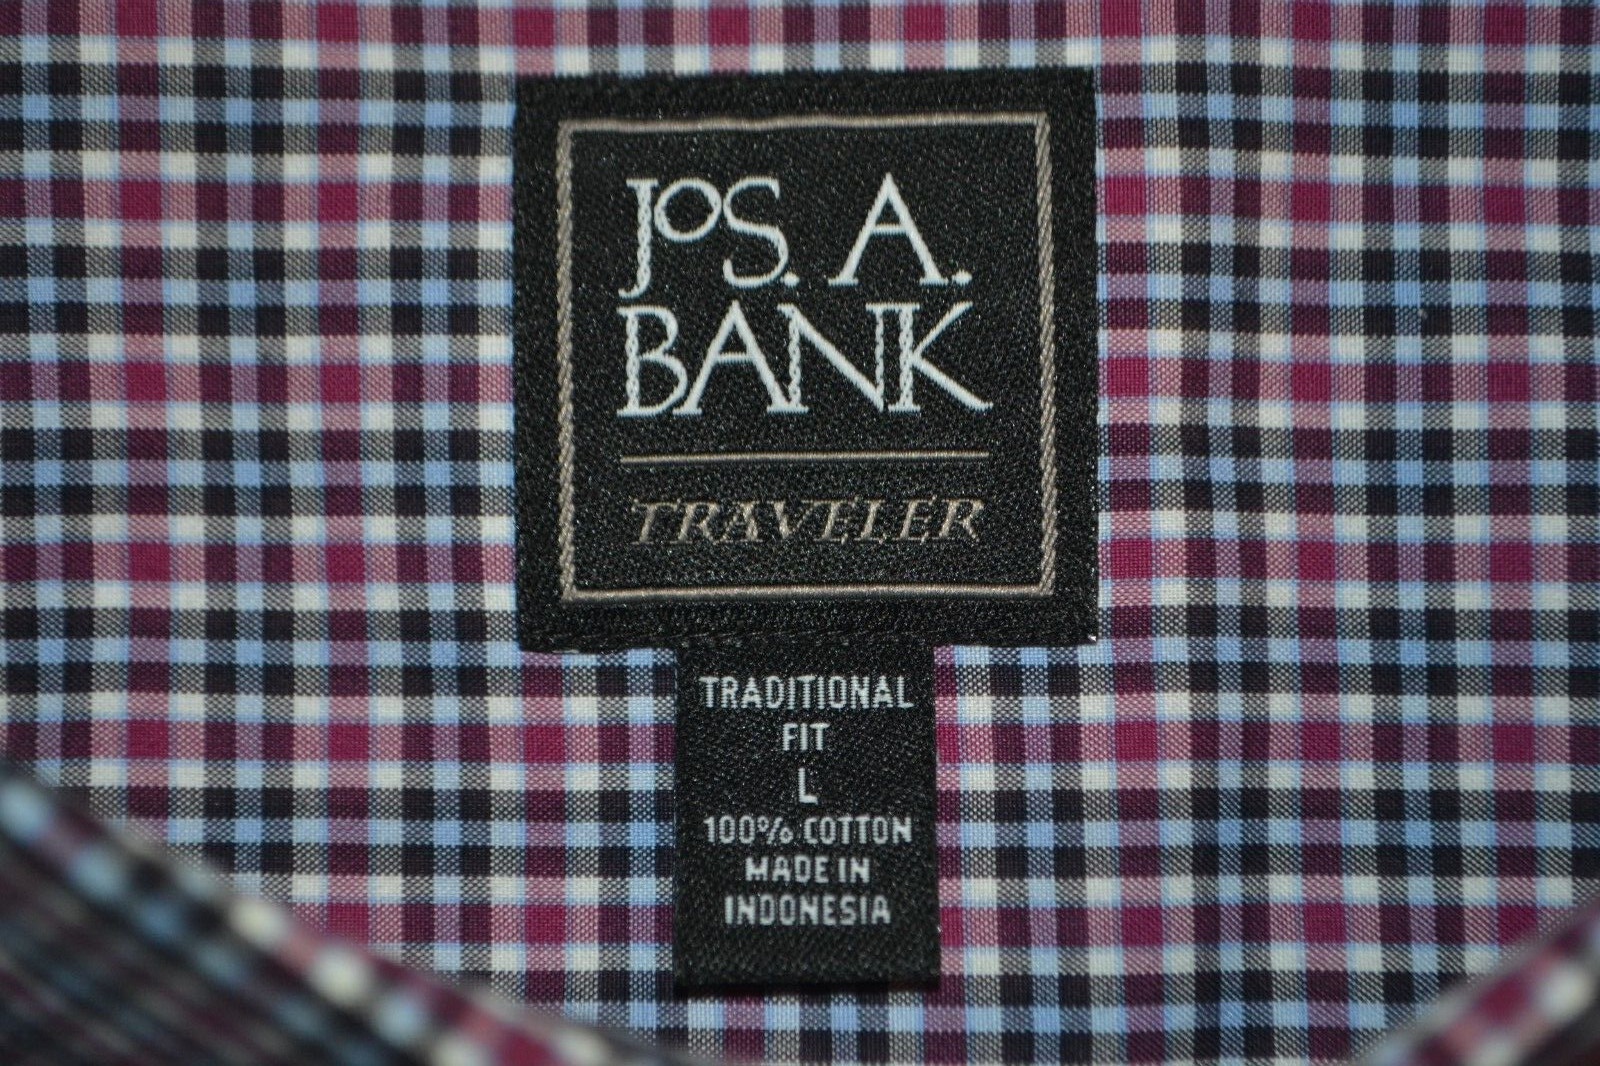 JoS. A.
BANK
TRAVELER
TRADITIONAL
FIT
L
100% COTTON
MADE IN
INDONESIA